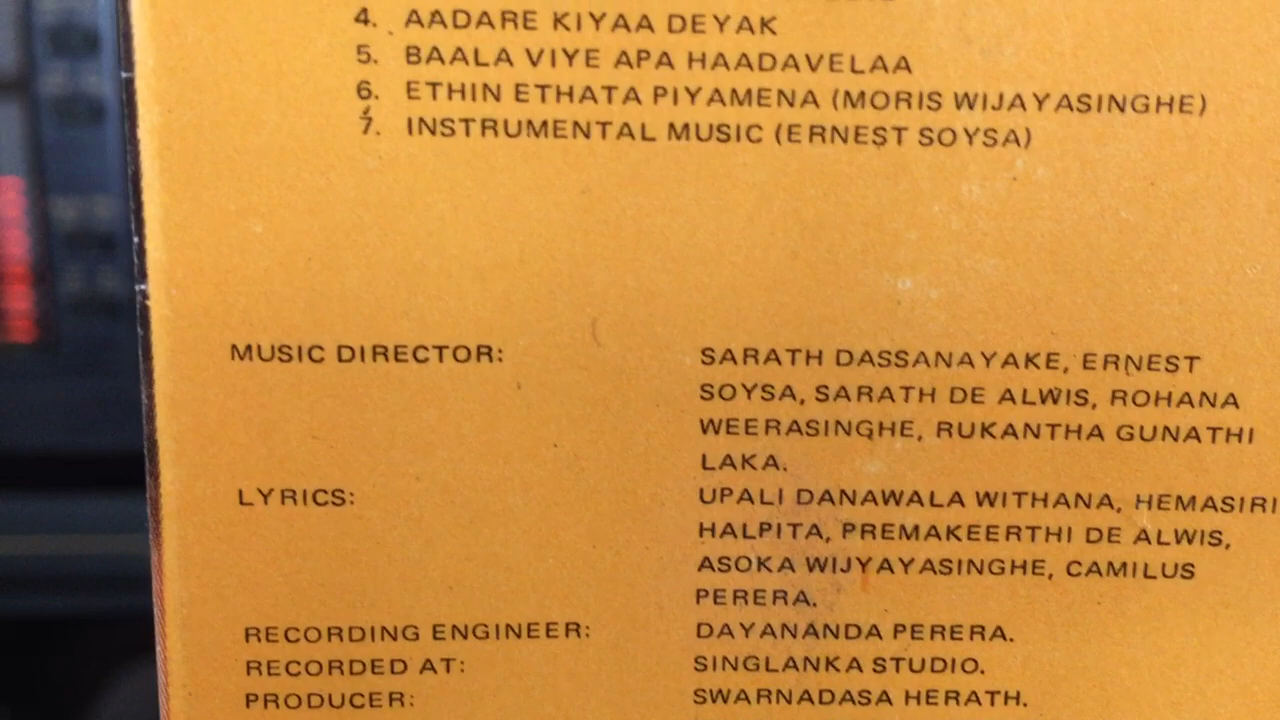 4. AADARE KIYAA DEYAK
5. BAALA VIYE APA HAADAVELAA
6. ETHIN ETHATA PIYAMENA (MORIS WIJAYASINGHE)
7. INSTRUMENTAL MUSIC (ERNEST SOYSA)
MUSIC DIRECTOR: SARATH DASSANAYAKE, ERNEST
SOYSA, SARATH DE ALWIS, ROHANA
WEERASINGHE, RUKANTHA GUNATHI
LAKA.
LYRICS: UPALI DANAWALA WITHANA, HEMASIRI
HALPITA, PREMAKEERTHI DE ALWIS,
ASOKA WIJYAYASINGHE, CAMILUS
PERERA.
RECORDING ENGINEER: DAYANANDA PERERA.
RECORDED AT: SINGLANKA STUDIO.
PRODUCER: SWARNADASA HERATH.